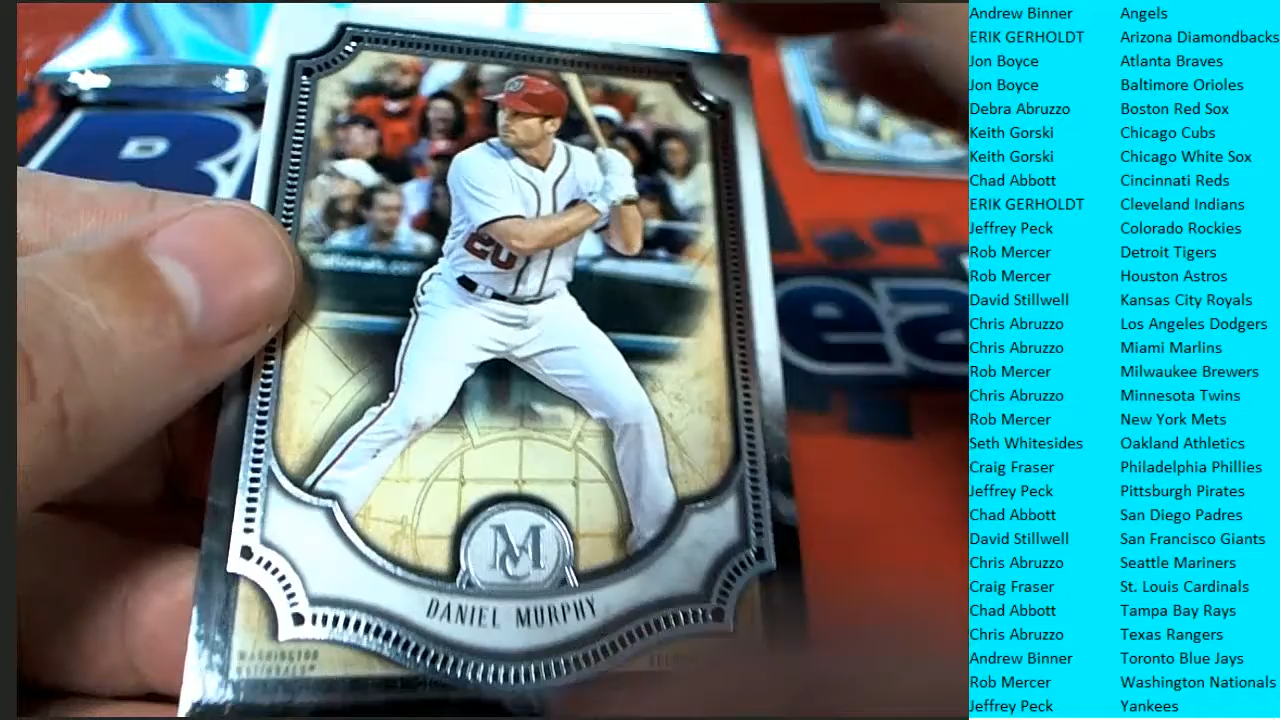 B
20
nationals.co
ea
M
DANIEL MURPHY
WASHINGTON
NATIONALS
Andrew Binner Angels
ERIK GERHOLDT Arizona Diamondbacks
Jon Boyce Atlanta Braves
Jon Boyce Baltimore Orioles
Debra Abruzzo Boston Red Sox
Keith Gorski Chicago Cubs
Keith Gorski Chicago White Sox
Chad Abbott Cincinnati Reds
ERIK GERHOLDT Cleveland Indians
Jeffrey Peck Colorado Rockies
Rob Mercer Detroit Tigers
Rob Mercer Houston Astros
David Stillwell Kansas City Royals
Chris Abruzzo Los Angeles Dodgers
Chris Abruzzo Miami Marlins
Rob Mercer Milwaukee Brewers
Chris Abruzzo Minnesota Twins
Rob Mercer New York Mets
Seth Whitesides Oakland Athletics
Craig Fraser Philadelphia Phillies
Jeffrey Peck Pittsburgh Pirates
Chad Abbott San Diego Padres
David Stillwell San Francisco Giants
Chris Abruzzo Seattle Mariners
Craig Fraser St. Louis Cardinals
Chad Abbott Tampa Bay Rays
Chris Abruzzo Texas Rangers
Andrew Binner Toronto Blue Jays
Rob Mercer Washington Nationals
Jeffrey Peck Yankees